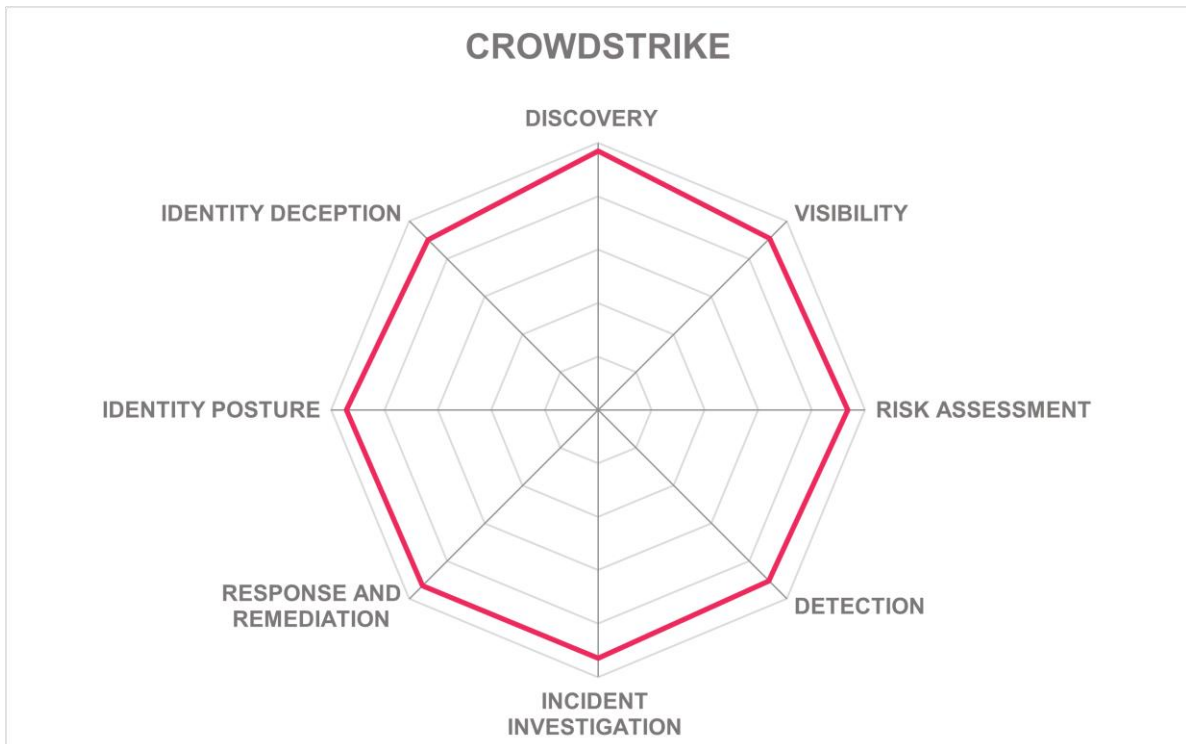 CROWDSTRIKE
DISCOVERY
IDENTITY DECEPTION
VISIBILITY
IDENTITY POSTURE
RISK ASSESSMENT
RESPONSE AND
REMEDIATION
DETECTION
INCIDENT
INVESTIGATION